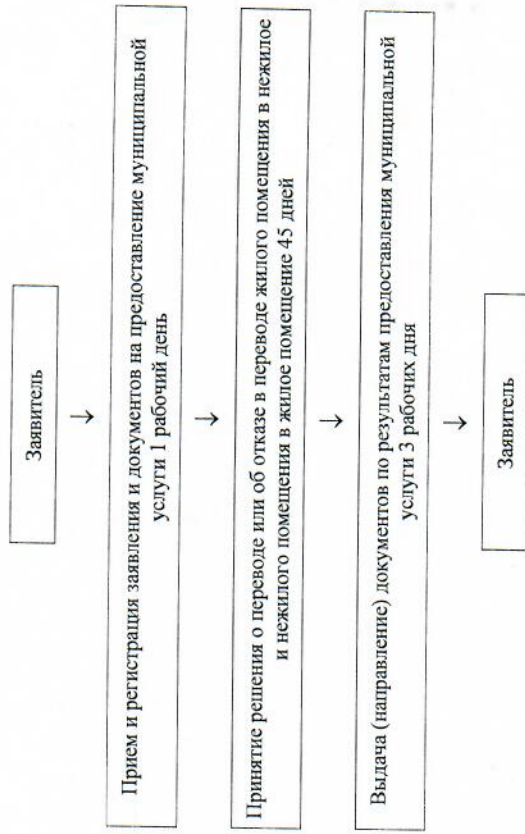 Заявитель
↓
Прием и регистрация заявления и документов на предоставление муниципальной
услуги 1 рабочий день
↓
Принятие решения о переводе или об отказе в переводе жилого помещения в нежилое
и нежилого помещения в жилое помещение 45 дней
↓
Выдача (направление) документов по результатам предоставления муниципальной
услуги 3 рабочих дня
↓
Заявитель